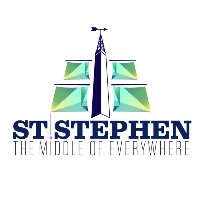 ST. STEPHEN
THE MIDDLE OF EVERYWHERE